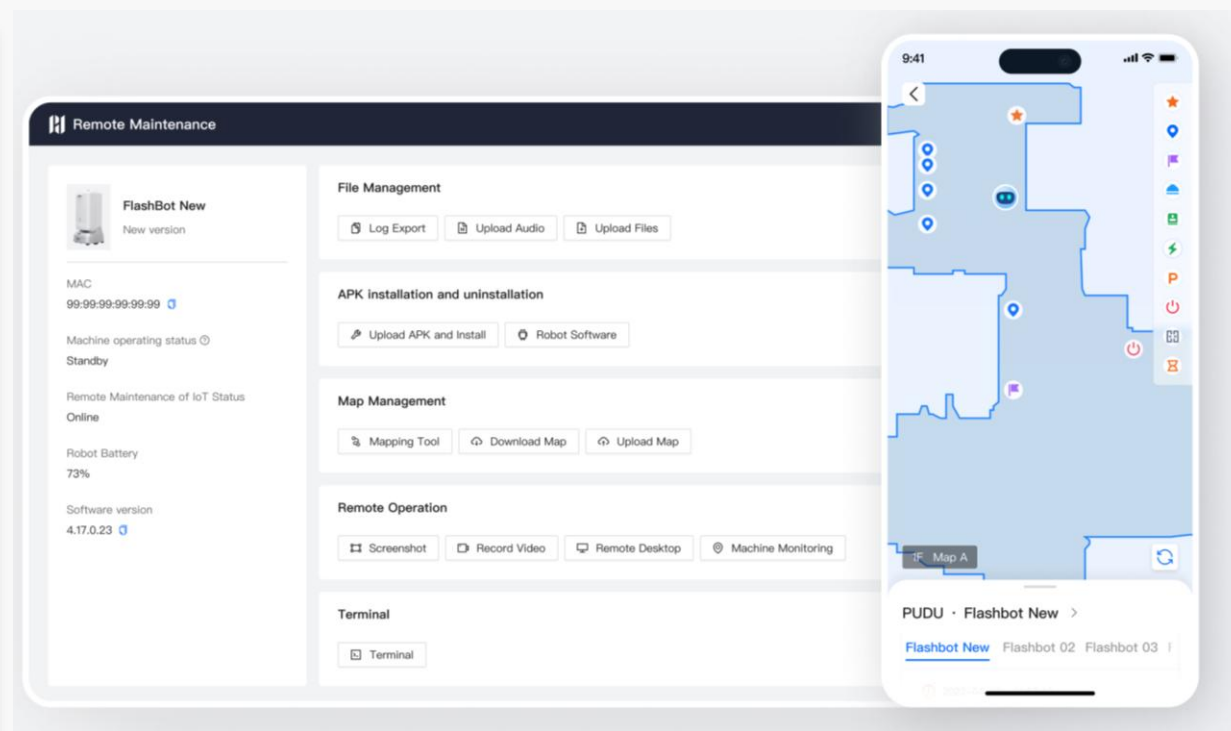 Remote Maintenance
FlashBot New
New version
MAC
99:99:99:99:99:99
Machine operating status
Standby
Remote Maintenance of IoT Status
Online
Robot Battery
73%
Software version
4.17.0.23
File Management
Log Export Upload Audio Upload Files
APK installation and uninstallation
Upload APK and Install Robot Software
Map Management
Mapping Tool Download Map Upload Map
Remote Operation
Screenshot Record Video Remote Desktop Machine Monitoring
Terminal
Terminal
9:41
P
Map A
PUDU · Flashbot New
Flashbot New Flashbot 02 Flashbot 03